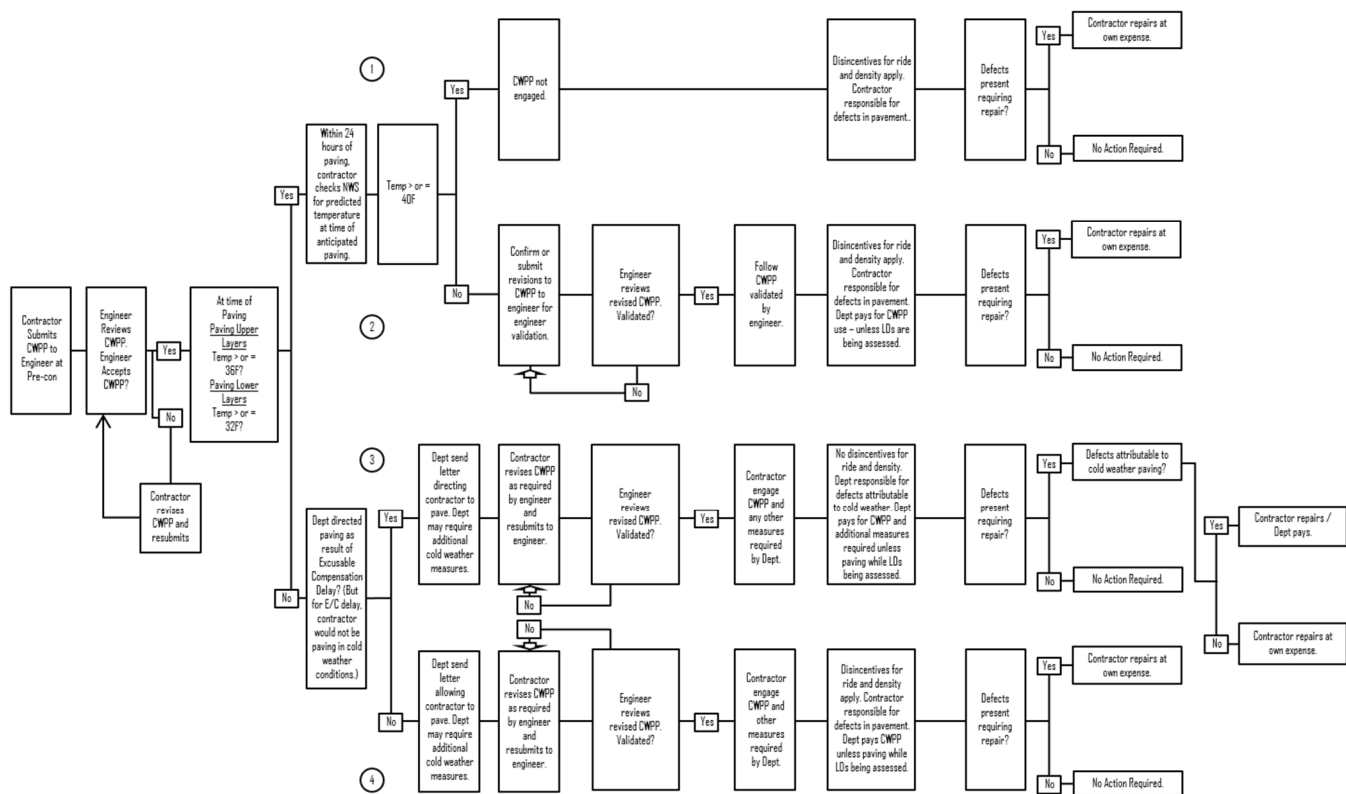 Contractor
Submits
CWPP to
Engineer at
Pre-con
Engineer
Reviews
CWPP.
Engineer
Accepts
CWPP?
Yes
No
Contractor
revises
CWPP and
resubmits
At time of
Paving
Paving Upper
Layers
Temp > or =
36F?
Paving Lower
Layers
Temp > or =
32F?
Yes
No
Within 24
hours of
paving,
contractor
checks NWS
for predicted
temperature
at time of
anticipated
paving.
Temp > or =
40F
1
Yes
CWPP not
engaged.
Disincentives for ride
and density apply.
Contractor
responsible for
defects in pavement..
Defects
present
requiring
repair?
Yes
Contractor repairs at
own expense.
No
No Action Required.
No
2
Confirm or
submit
revisions to
CWPP to
engineer for
engineer
validation.
Engineer
reviews
revised CWPP.
Validated?
No
Yes
Follow
CWPP
validated by
engineer.
Disincentives for ride
and density apply.
Contractor
responsible for
defects in pavement.
Dept pays for CWPP
use – unless LDs are
being assessed.
Defects
present
requiring
repair?
Yes
Contractor repairs at
own expense.
No
No Action Required.
Dept directed
paving as
result of
Excusable
Compensation
Delay? (But
for E/C delay,
contractor
would not be
paving in cold
weather
conditions.)
3
Yes
Dept send
letter
directing
contractor to
pave. Dept
may require
additional
cold weather
measures.
Contractor
revises CWPP
as required
by engineer
and
resubmits to
engineer.
No
Engineer
reviews
revised CWPP.
Validated?
Yes
Contractor
engage
CWPP and
any other
measures
required
by Dept.
No disincentives for
ride and density.
Dept responsible for
defects attributable
to cold weather. Dept
pays for CWPP and
additional measures
required unless
paving while LDs
being assessed.
Defects
present
requiring
repair?
Yes
Defects attributable to
cold weather paving?
No
No Action Required.
Yes
Contractor repairs /
Dept pays.
No
Contractor repairs at
own expense.
No
4
Dept send
letter
allowing
contractor to
pave. Dept
may require
additional
cold weather
measures.
Contractor
revises CWPP
as required
by engineer
and
resubmits to
engineer.
No
Engineer
reviews
revised CWPP.
Validated?
Yes
Contractor
engage
CWPP and
other
measures
required
by Dept.
Disincentives for ride
and density
apply. Contractor
responsible for
defects in pavement.
Dept pays CWPP
unless paving while
LDs being assessed.
Defects
present
requiring
repair?
Yes
Contractor repairs at
own expense.
No
No Action Required.